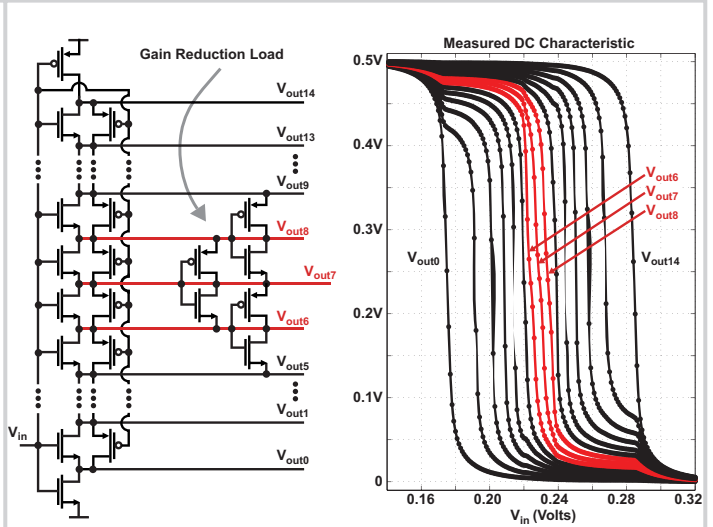 Gain Reduction Load
Vout14
Vout13
Vout9
Vout8
Vout7
Vout6
Vout5
Vout1
Vin
Vout0
Measured DC Characteristic
0.5V
0.4V
0.3V
0.2V
0.1V
0
Vout6
Vout7
Vout8
Vout0
Vout14
0.16 0.20 0.24 0.28 0.32
Vin (Volts)